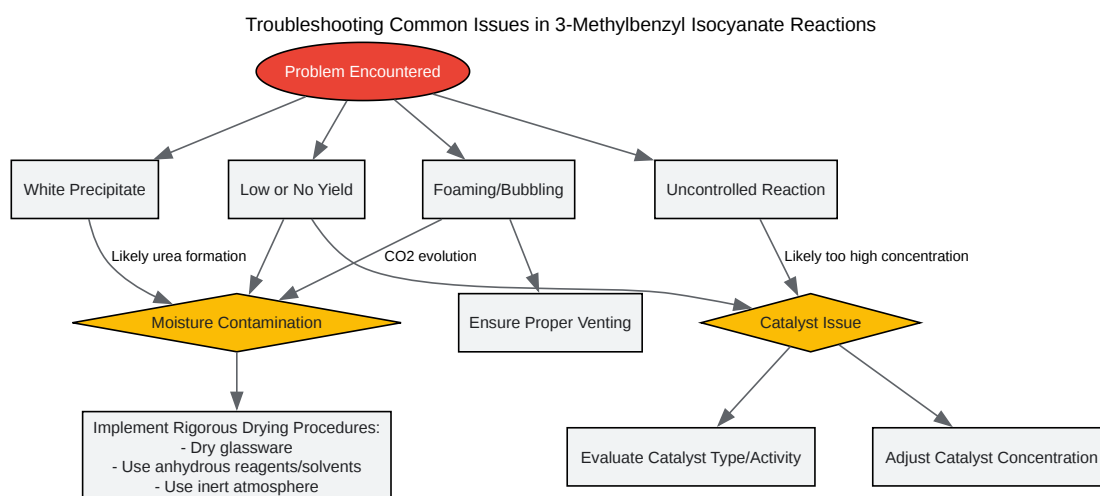 Troubleshooting Common Issues in 3-Methylbenzyl Isocyanate Reactions
Problem Encountered
White Precipitate
Low or No Yield
Foaming/Bubbling
Uncontrolled Reaction
Likely urea formation
CO2 evolution
Likely too high concentration
Moisture Contamination
Ensure Proper Venting
Catalyst Issue
Implement Rigorous Drying Procedures:
- Dry glassware
- Use anhydrous reagents/solvents
- Use inert atmosphere
Evaluate Catalyst Type/Activity
Adjust Catalyst Concentration